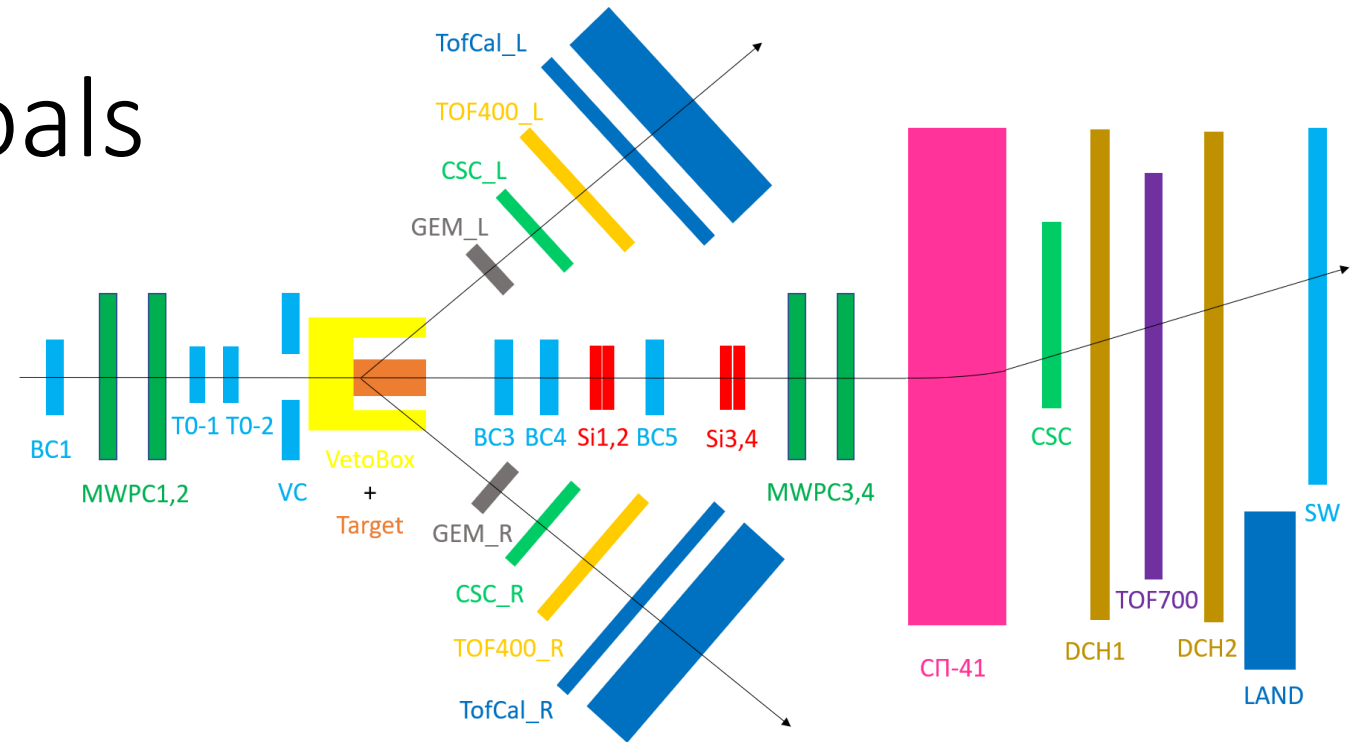 oals
TofCal_L
TOF400_L
CSC_L
GEM_L
BC1
MWPC1,2
T0-1 T0-2
VC
VetoBox
+
Target
BC3 BC4 Si1,2 BC5 Si3,4
MWPC3,4
GEM_R
CSC_R
TOF400_R
TofCal_R
СП-41
CSC
DCH1
TOF700
DCH2
SW
LAND